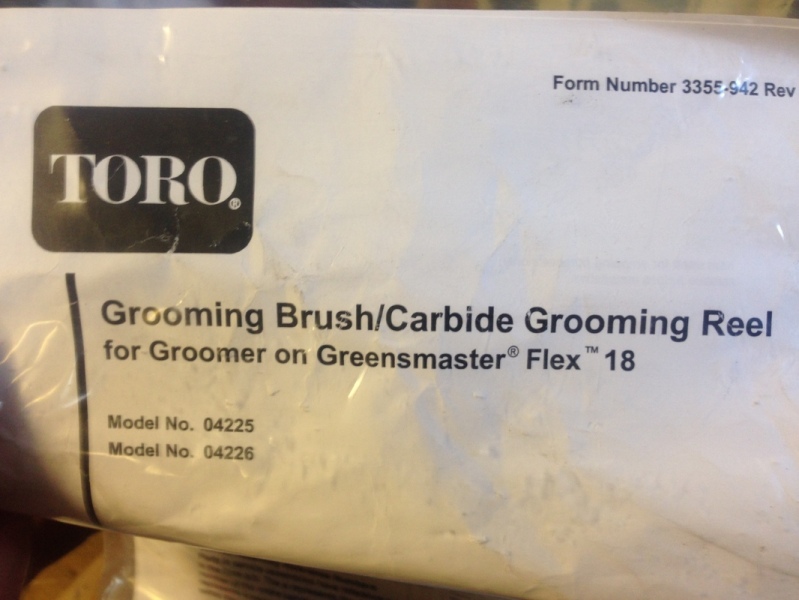 Form Number 3355-942 Rev
TORO®
Grooming Brush/Carbide Grooming Reel
for Groomer on Greensmaster® Flex™ 18
Model No. 04225
Model No. 04226